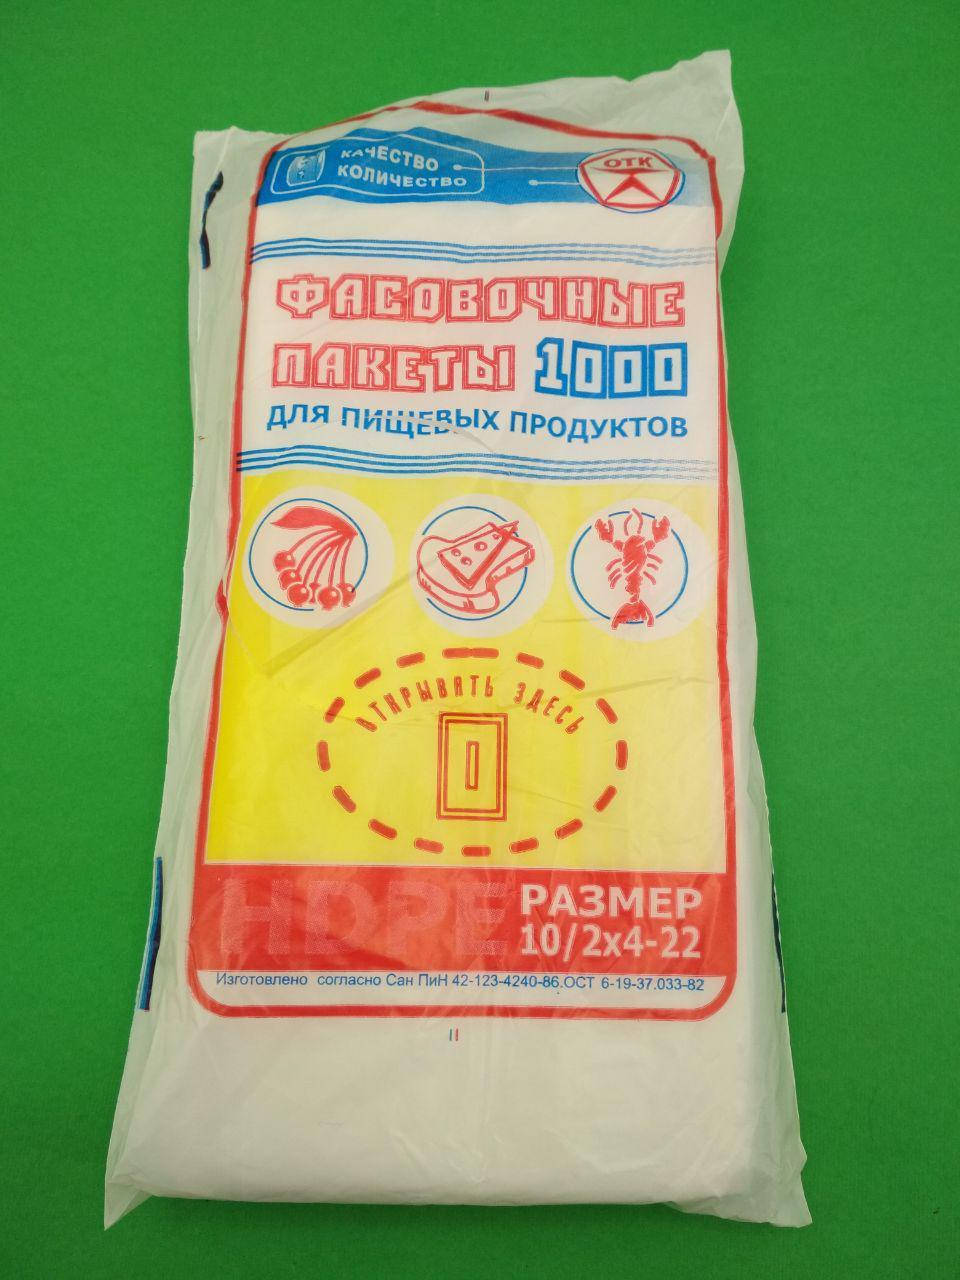 КАЧЕСТВО
КОЛИЧЕСТВО
ОТК
ФАСОВОЧНЫЕ
ПАКЕТЫ 1000
ДЛЯ ПИЩЕВЫХ ПРОДУКТОВ
ОТКРЫВАТЬ ЗДЕСЬ
HDPE
РАЗМЕР
10/2x4-22
Изготовлено согласно Сан ПиН 42-123-4240-86.ОСТ 6-19-37.033-82